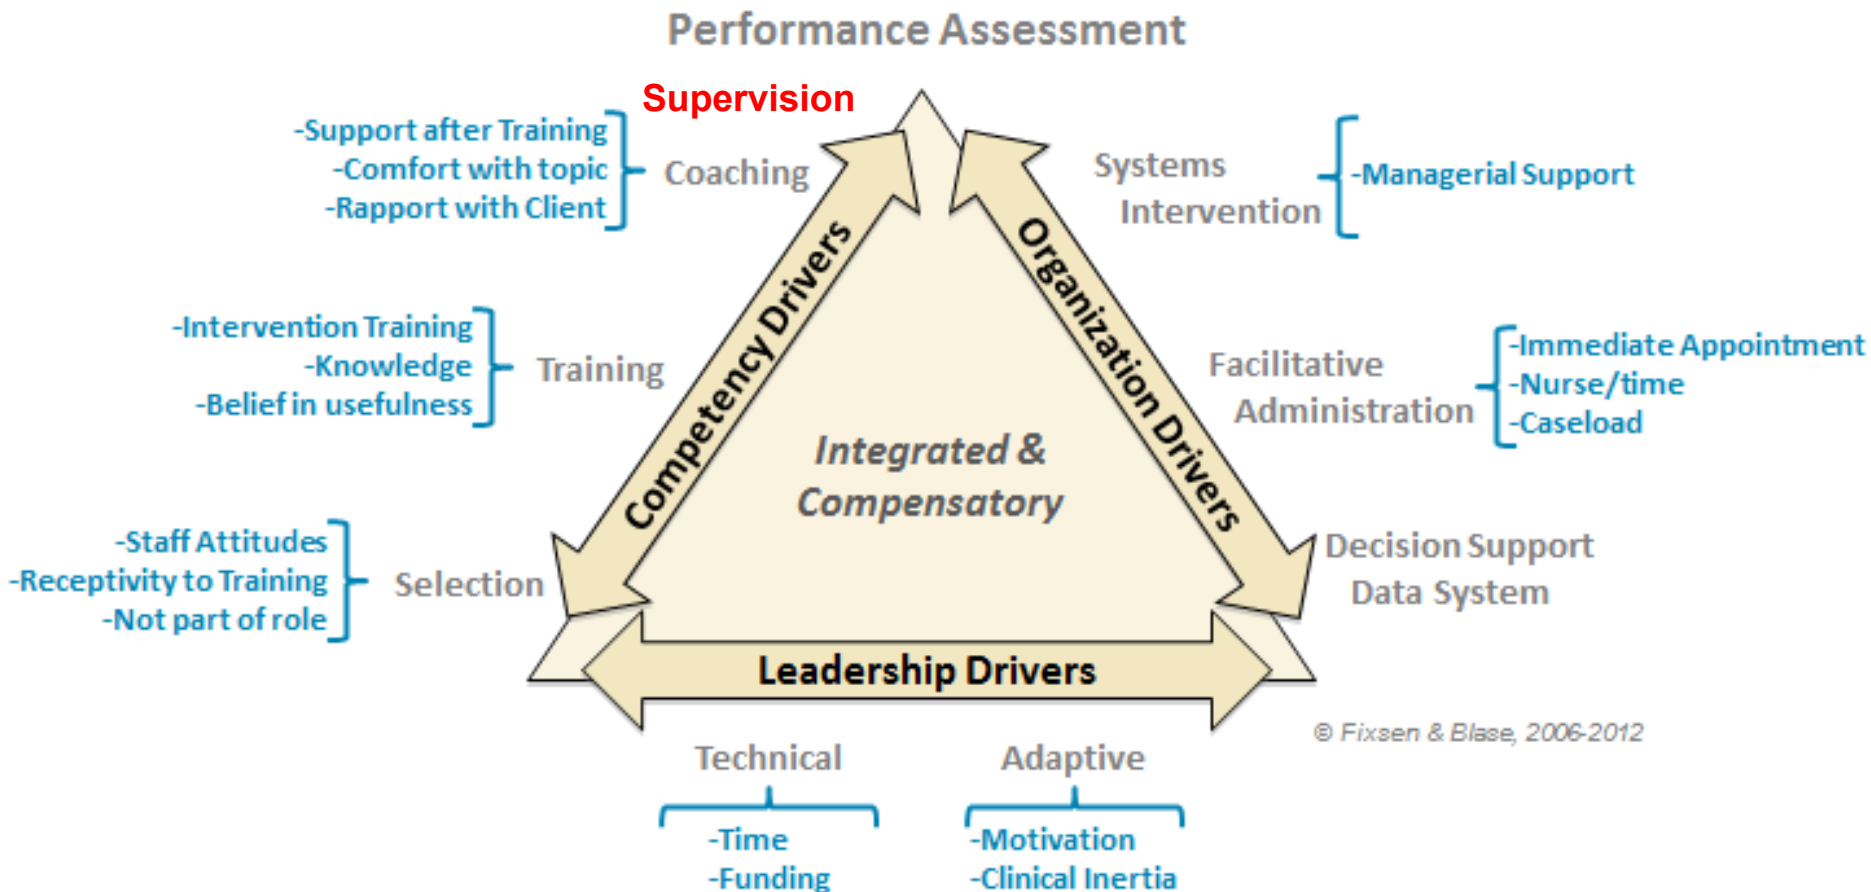 Performance Assessment
Supervision
-Support after Training
-Comfort with topic
-Rapport with Client
Coaching
Systems
Intervention
-Managerial Support
-Intervention Training
-Knowledge
-Belief in usefulness
Training
Competency Drivers
Organization Drivers
Facilitative
Administration
-Immediate Appointment
-Nurse/time
-Caseload
Integrated &
Compensatory
-Staff Attitudes
-Receptivity to Training
-Not part of role
Selection
Decision Support
Data System
Leadership Drivers
© Fixsen & Blase, 2006-2012
Technical
-Time
-Funding
Adaptive
-Motivation
-Clinical Inertia